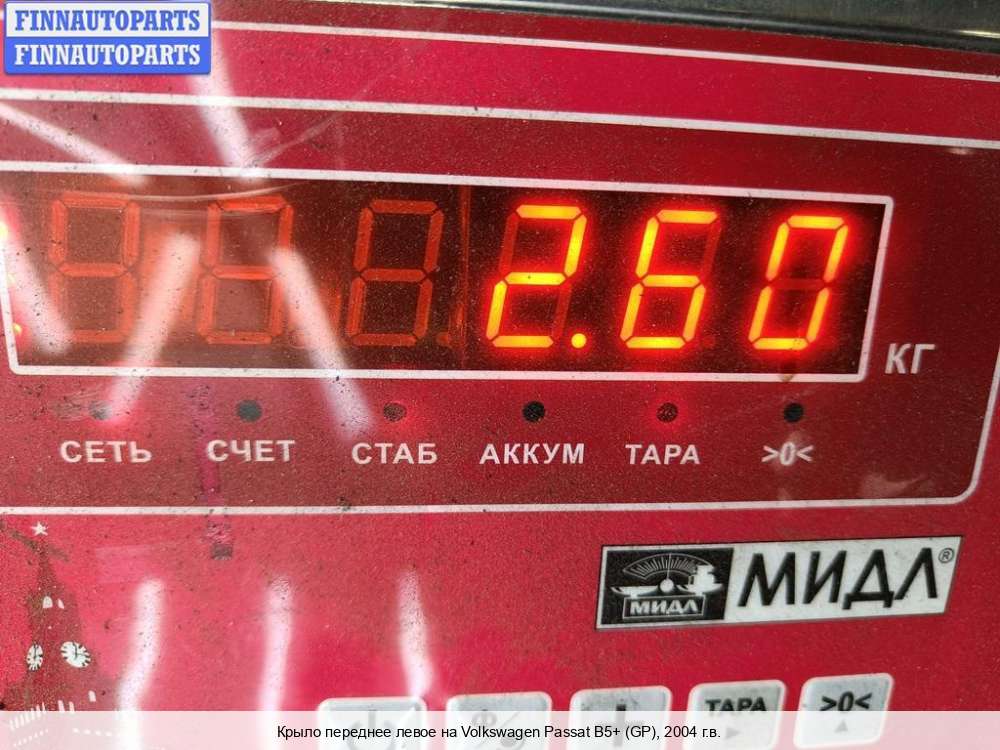 FINNAUTOPARTS
FINNAUTOPARTS
2.60
КГ
СЕТЬ СЧЕТ СТАБ АККУМ ТАРА >0<
МИДЛ МИДЛ®
+ ТАРА >0<
Крыло переднее левое на Volkswagen Passat B5+ (GP), 2004 г.в.